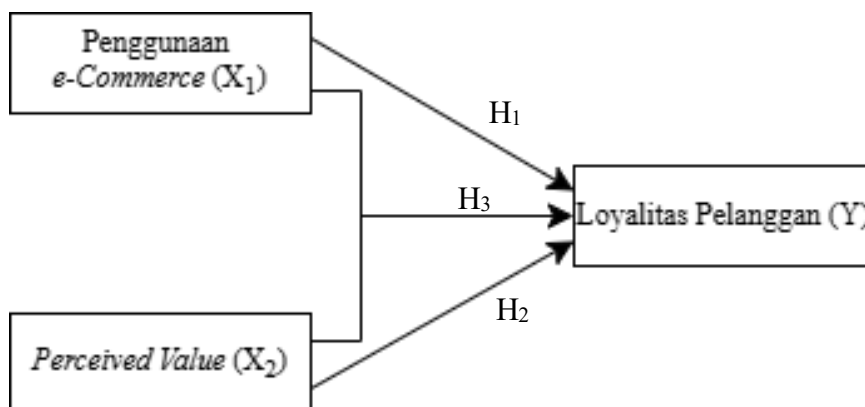 Penggunaan
e-Commerce (X₁)
H₁
H₃
Loyalitas Pelanggan (Y)
H₂
Perceived Value (X₂)